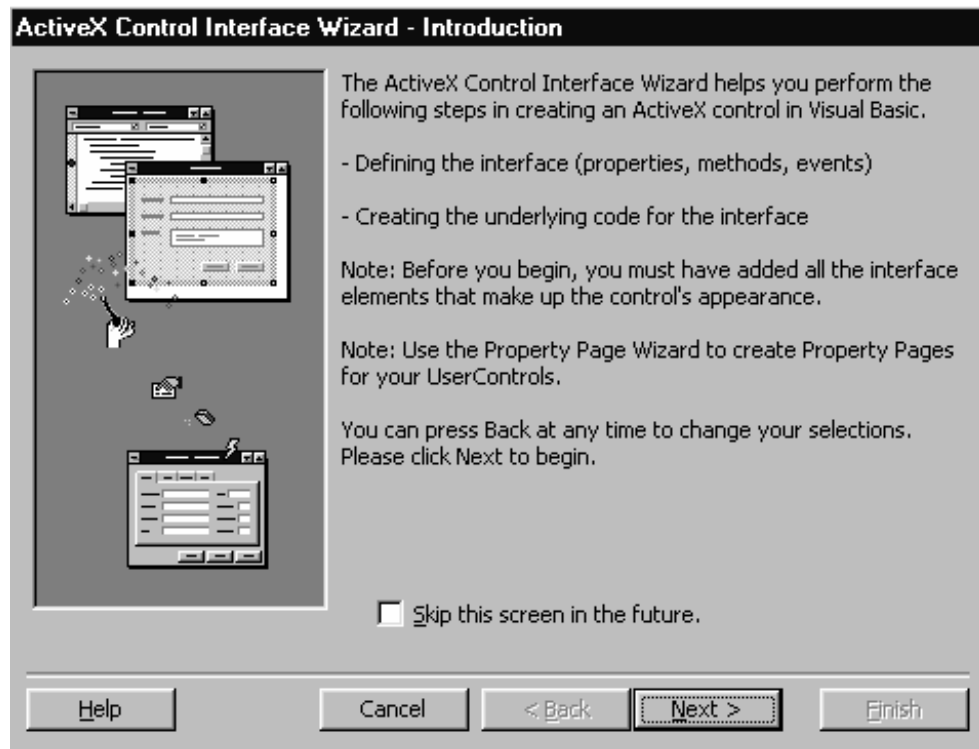 ActiveX Control Interface Wizard - Introduction
The ActiveX Control Interface Wizard helps you perform the
following steps in creating an ActiveX control in Visual Basic.
- Defining the interface (properties, methods, events)
- Creating the underlying code for the interface
Note: Before you begin, you must have added all the interface
elements that make up the control's appearance.
Note: Use the Property Page Wizard to create Property Pages
for your UserControls.
You can press Back at any time to change your selections.
Please click Next to begin.
Skip this screen in the future.
Help
Cancel
< Back
Next >
Finish